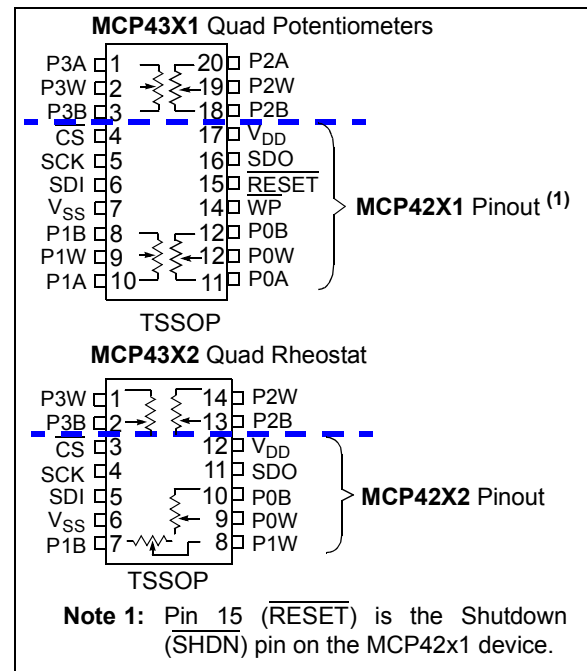 MCP43X1 Quad Potentiometers
P3A 1 20 P2A
P3W 2 19 P2W
P3B 3 18 P2B
CS 4 17 VDD
SCK 5 16 SDO
SDI 6 15 RESET
VSS 7 14 WP
P1B 8 12 P0B
P1W 9 12 P0W
P1A 10 11 P0A
MCP42X1 Pinout (1)
TSSOP
MCP43X2 Quad Rheostat
P3W 1 14 P2W
P3B 2 13 P2B
CS 3 12 VDD
SCK 4 11 SDO
SDI 5 10 P0B
VSS 6 9 P0W
P1B 7 8 P1W
MCP42X2 Pinout
TSSOP
Note 1: Pin 15 (RESET) is the Shutdown
(SHDN) pin on the MCP42x1 device.